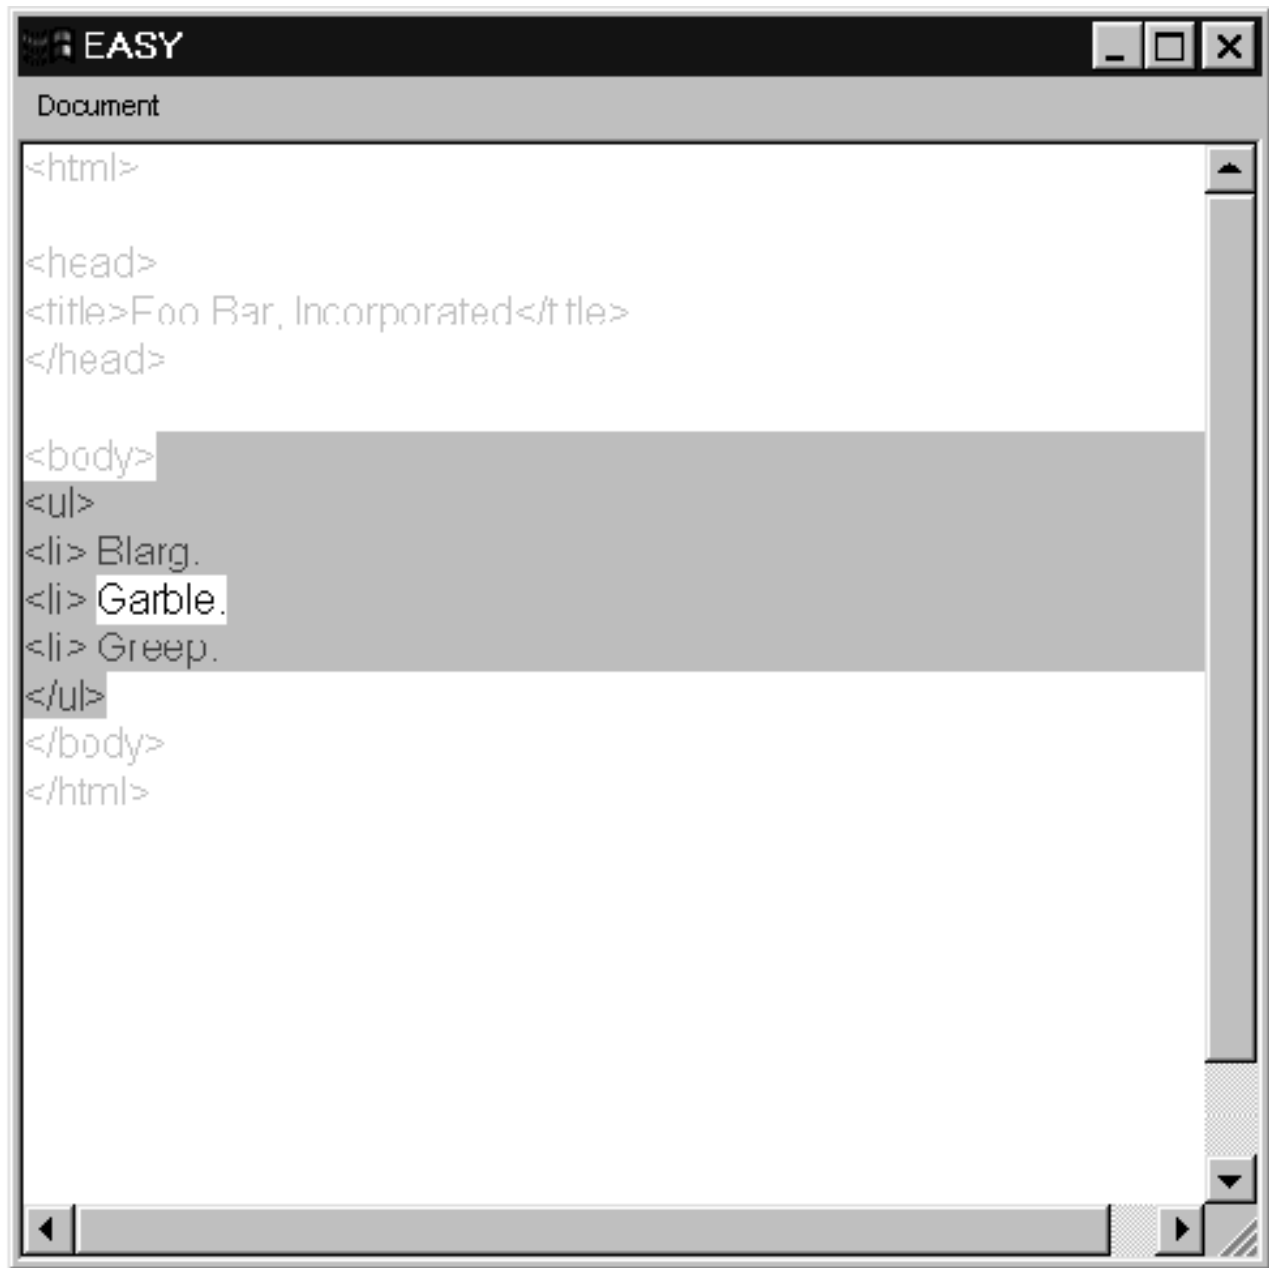 EASY
Document
<html>
<head>
<title>Foo Bar, Incorporated</title>
</head>
<body>
<ul>
<li> Blarg.
<li> Garble.
<li> Greep.
</ul>
</body>
</html>